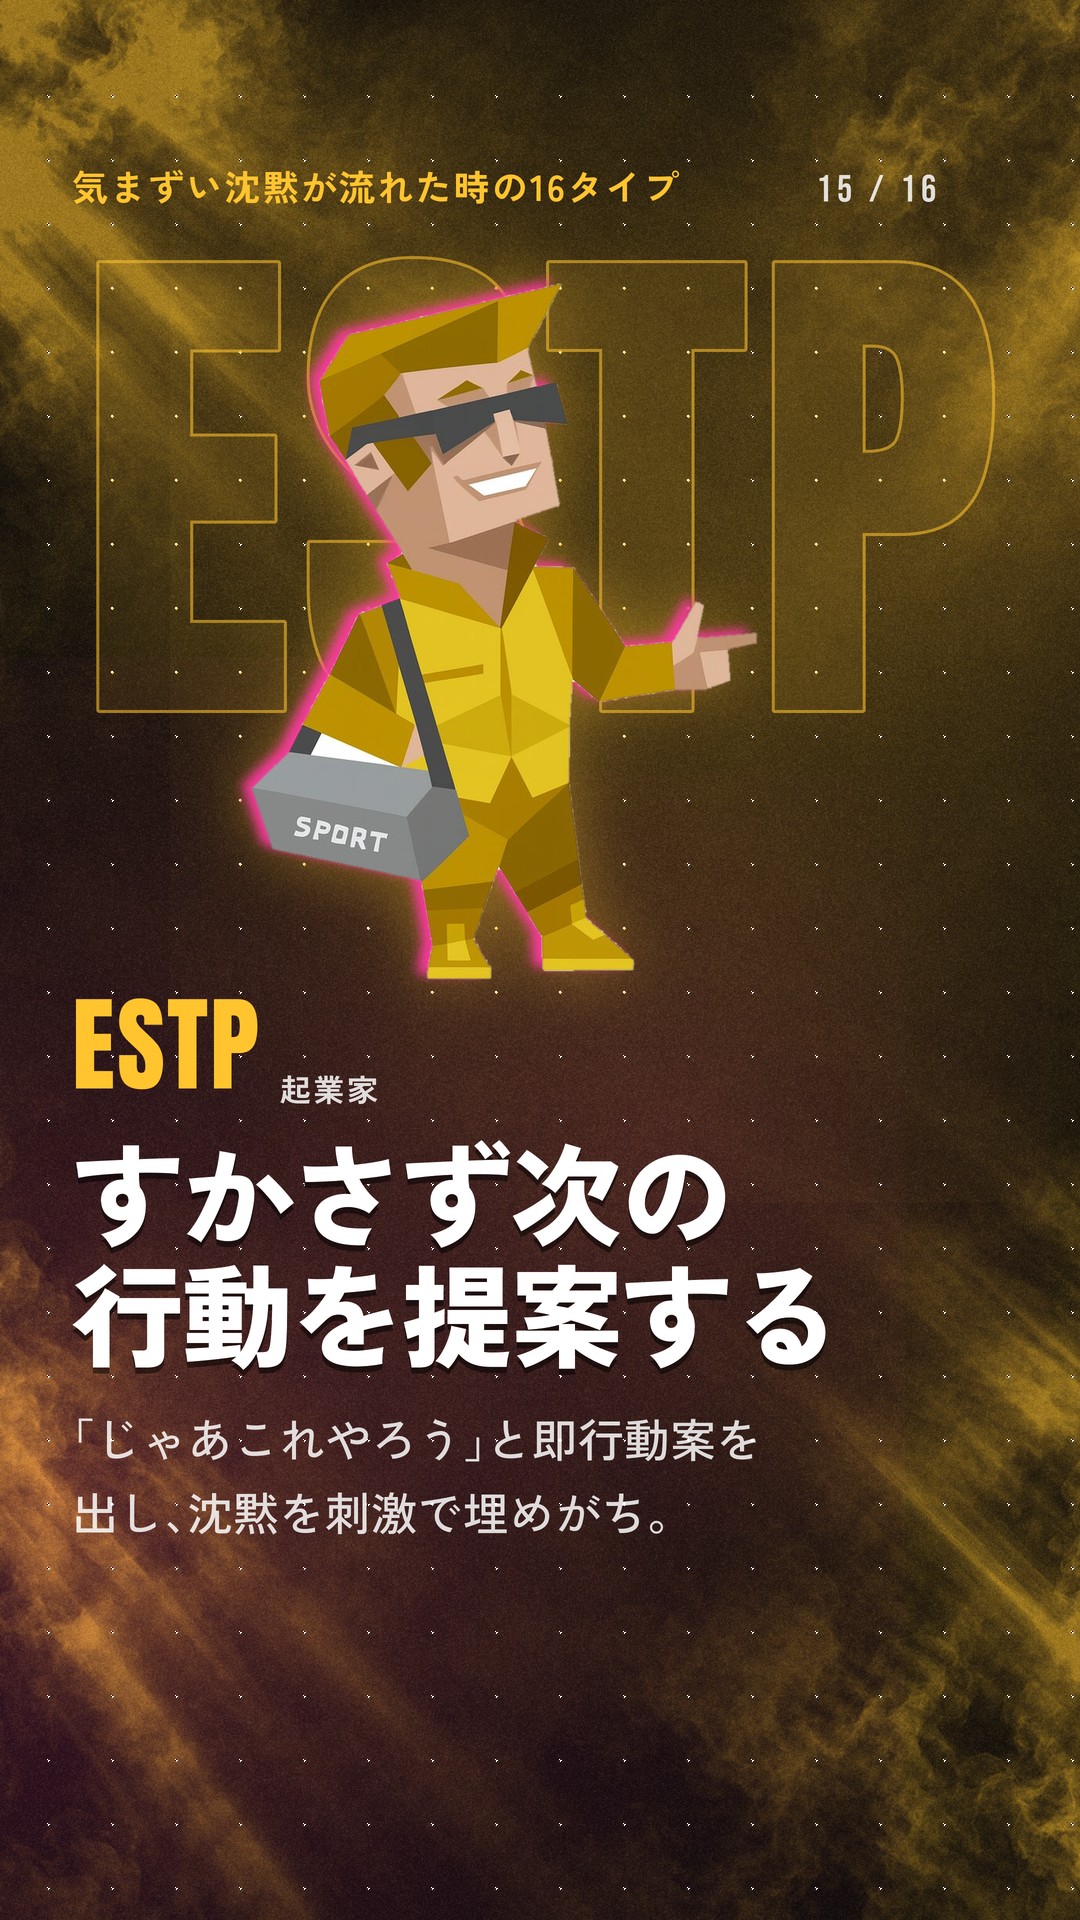 気まずい沈黙が流れた時の16タイプ
15 / 16
ESTP
SPORT
ESTP
起業家
すかさず次の
行動を提案する
「じゃあこれやろう」と即行動案を
出し、沈黙を刺激で埋めがち。